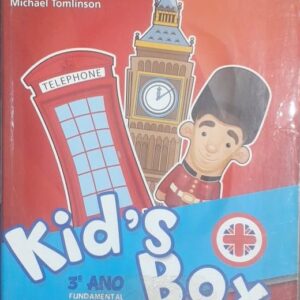 Michael Tomlinson
TELEPHONE
Kid's
Box
3º ANO
FUNDAMENTAL